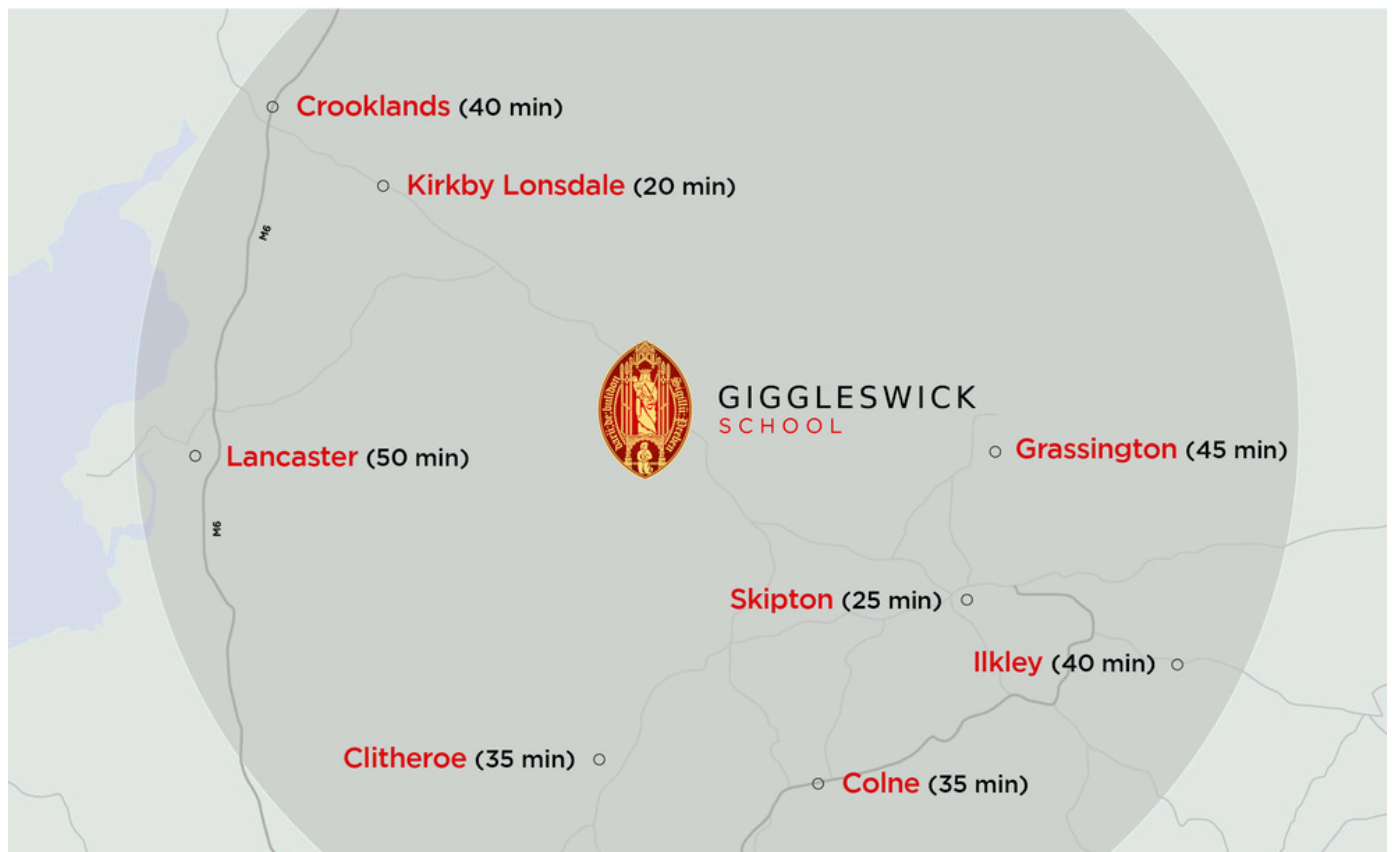 Crooklands (40 min)
Kirkby Lonsdale (20 min)
M6
GIGGLESWICK
SCHOOL
Grassington (45 min)
Lancaster (50 min)
M6
Skipton (25 min)
Ilkley (40 min)
Clitheroe (35 min)
Colne (35 min)